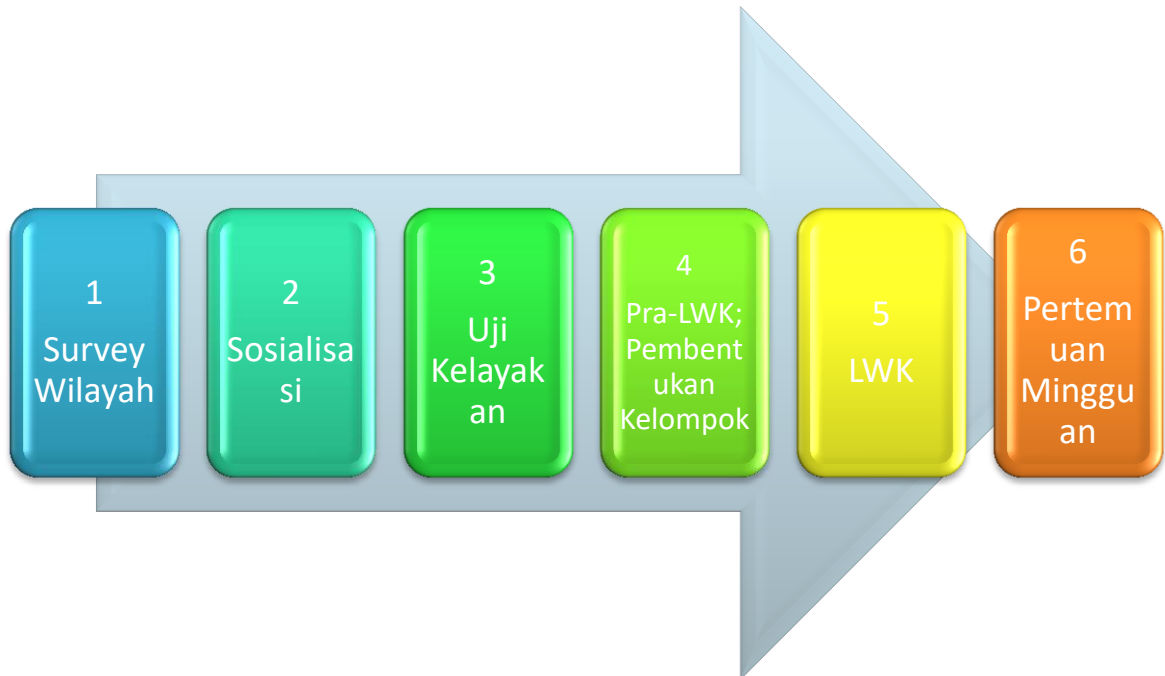 1
Survey
Wilayah
2
Sosialisa
si
3
Uji
Kelayak
an
4
Pra-LWK;
Pembent
ukan
Kelompok
5
LWK
6
Pertem
uan
Minggu
an